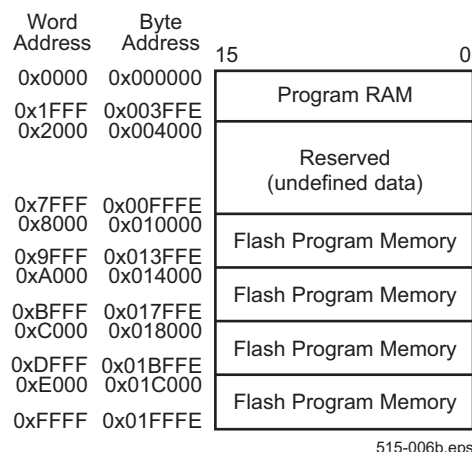 Word Address Byte Address 15 0
0x0000 0x000000
Program RAM
0x1FFF 0x003FFE
0x2000 0x004000
Reserved
(undefined data)
0x7FFF 0x00FFFE
0x8000 0x010000
Flash Program Memory
0x9FFF 0x013FFE
0xA000 0x014000
Flash Program Memory
0xBFFF 0x017FFE
0xC000 0x018000
Flash Program Memory
0xDFFF 0x01BFFE
0xE000 0x01C000
Flash Program Memory
0xFFFF 0x01FFFE
515-006b.eps